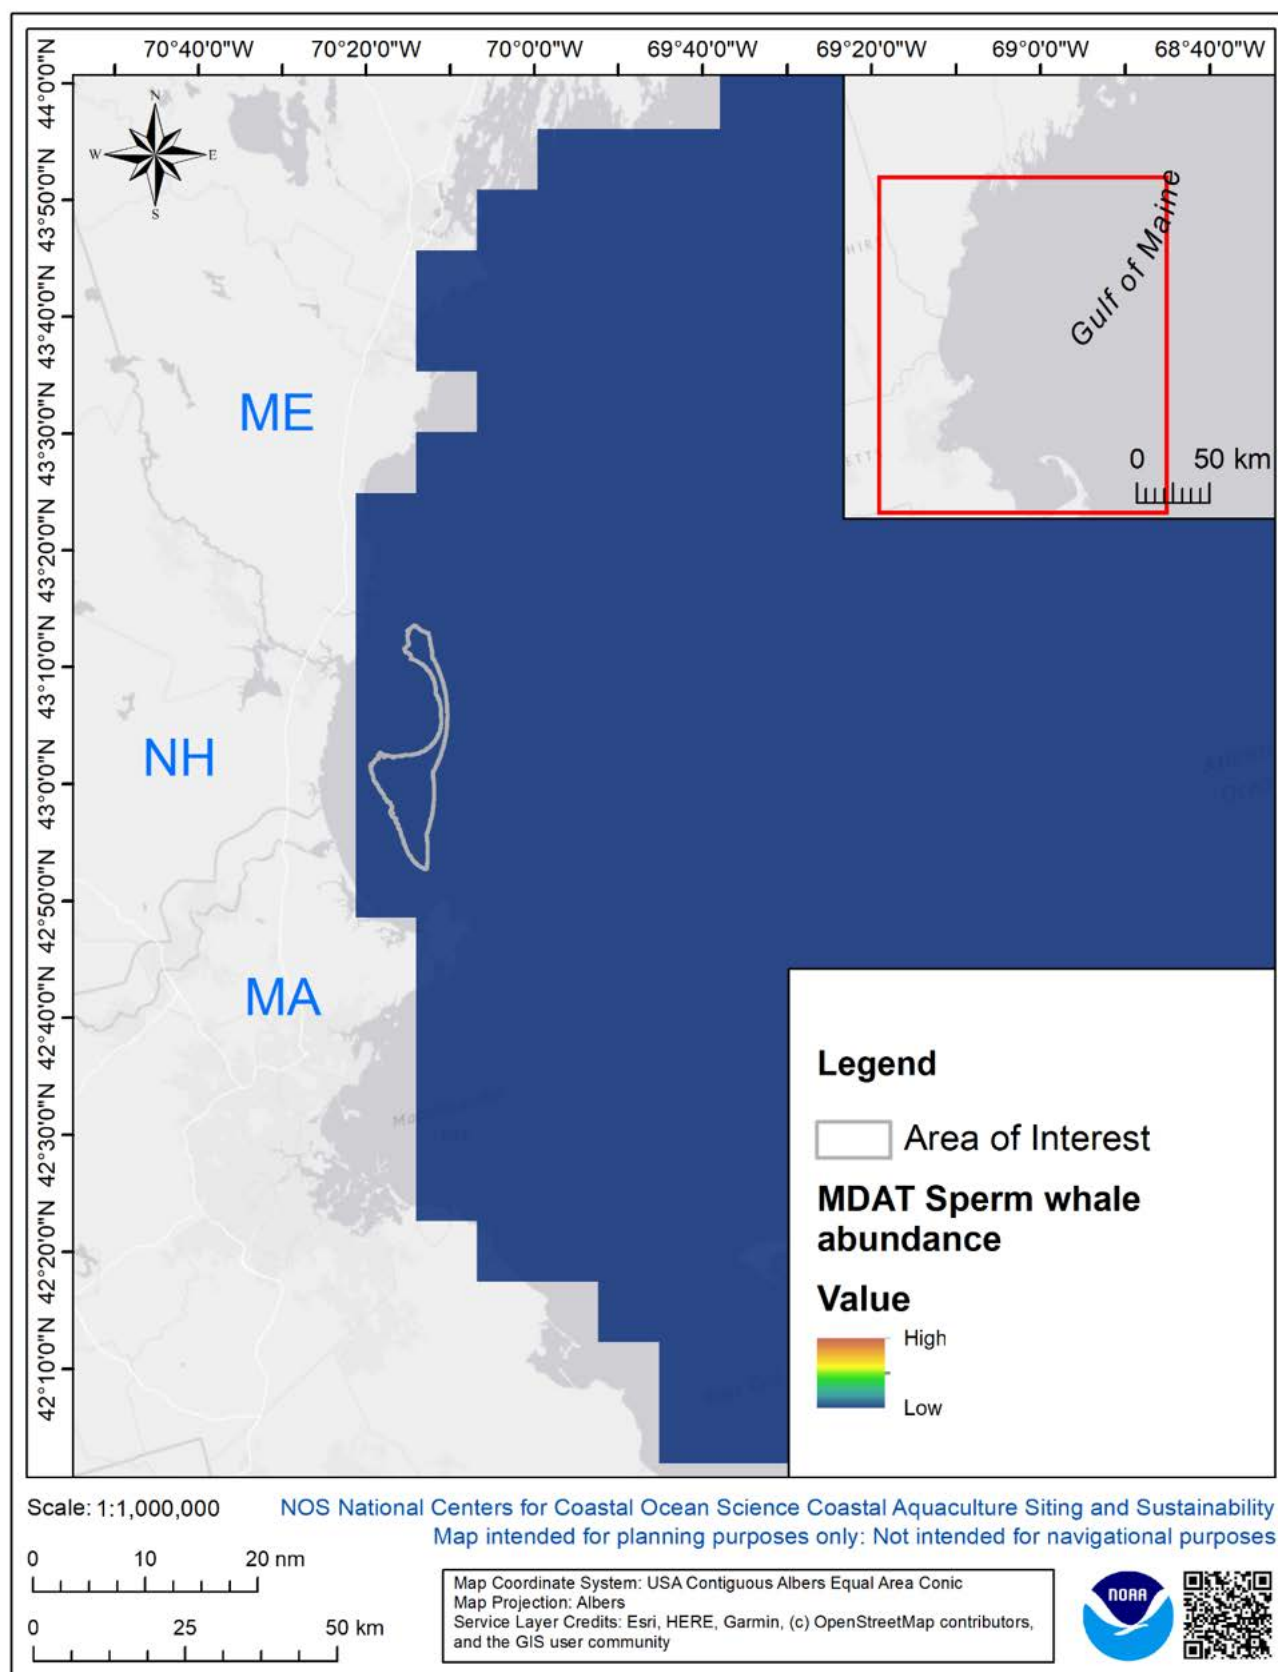 70°40'0"W 70°20'0"W 70°0'0"W 69°40'0"W 69°20'0"W 69°0'0"W 68°40'0"W
44°0'0"N
43°50'0"N
43°40'0"N
43°30'0"N
43°20'0"N
43°10'0"N
43°0'0"N
42°50'0"N
42°40'0"N
42°30'0"N
42°20'0"N
42°10'0"N
N
W E
S
ME
NH
MA
Gulf of Maine
0 50 km
Legend
Area of Interest
MDAT Sperm whale
abundance
Value
High
Low
Scale: 1:1,000,000
NOS National Centers for Coastal Ocean Science Coastal Aquaculture Siting and Sustainability
Map intended for planning purposes only: Not intended for navigational purposes
0 10 20 nm
0 25 50 km
Map Coordinate System: USA Contiguous Albers Equal Area Conic
Map Projection: Albers
Service Layer Credits: Esri, HERE, Garmin, (c) OpenStreetMap contributors,
and the GIS user community
NOAA